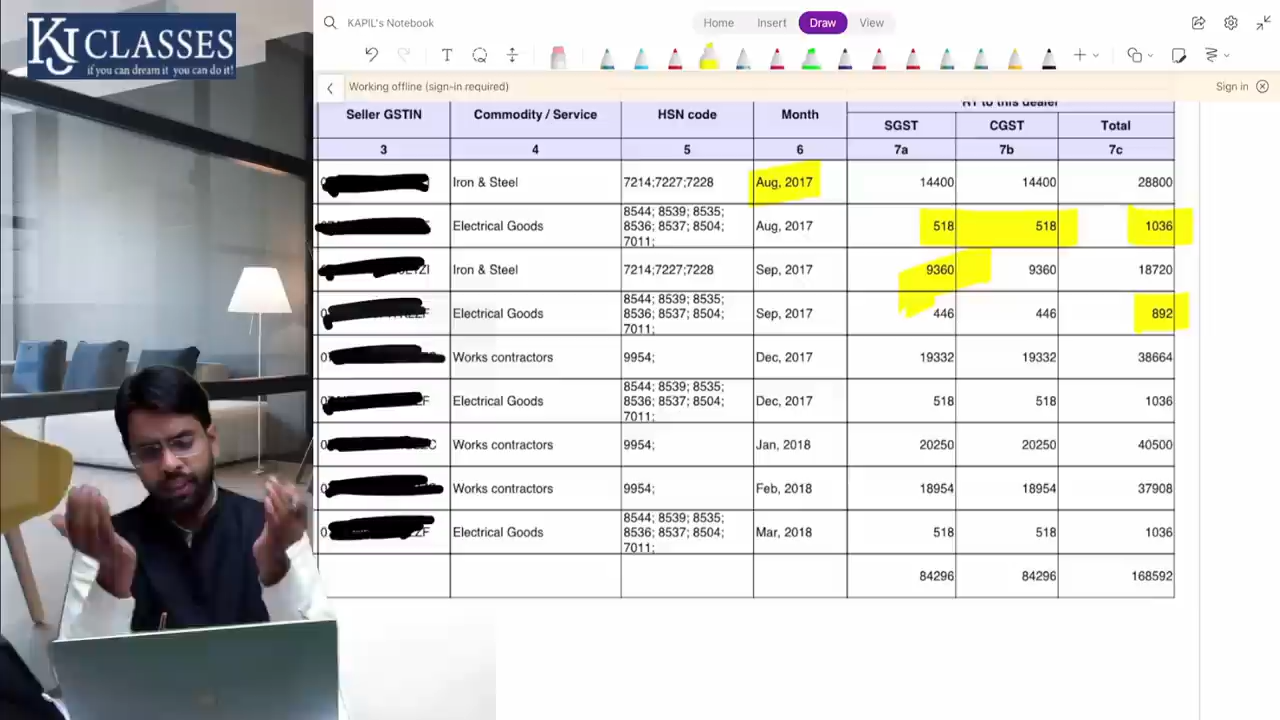 KJ CLASSES
if you can dream it you can do it!
KAPIL's Notebook
Home Insert Draw View
Working offline (sign-in required) Sign in
R1 to this dealer
Seller GSTIN Commodity / Service HSN code Month SGST CGST Total
3 4 5 6 7a 7b 7c
Iron & Steel 7214;7227;7228 Aug, 2017 14400 14400 28800
Electrical Goods 8544; 8539; 8535; 8536; 8537; 8504; 7011; Aug, 2017 518 518 1036
Iron & Steel 7214;7227;7228 Sep, 2017 9360 9360 18720
Electrical Goods 8544; 8539; 8535; 8536; 8537; 8504; 7011; Sep, 2017 446 446 892
Works contractors 9954; Dec, 2017 19332 19332 38664
Electrical Goods 8544; 8539; 8535; 8536; 8537; 8504; 7011; Dec, 2017 518 518 1036
Works contractors 9954; Jan, 2018 20250 20250 40500
Works contractors 9954; Feb, 2018 18954 18954 37908
Electrical Goods 8544; 8539; 8535; 8536; 8537; 8504; 7011; Mar, 2018 518 518 1036
84296 84296 168592